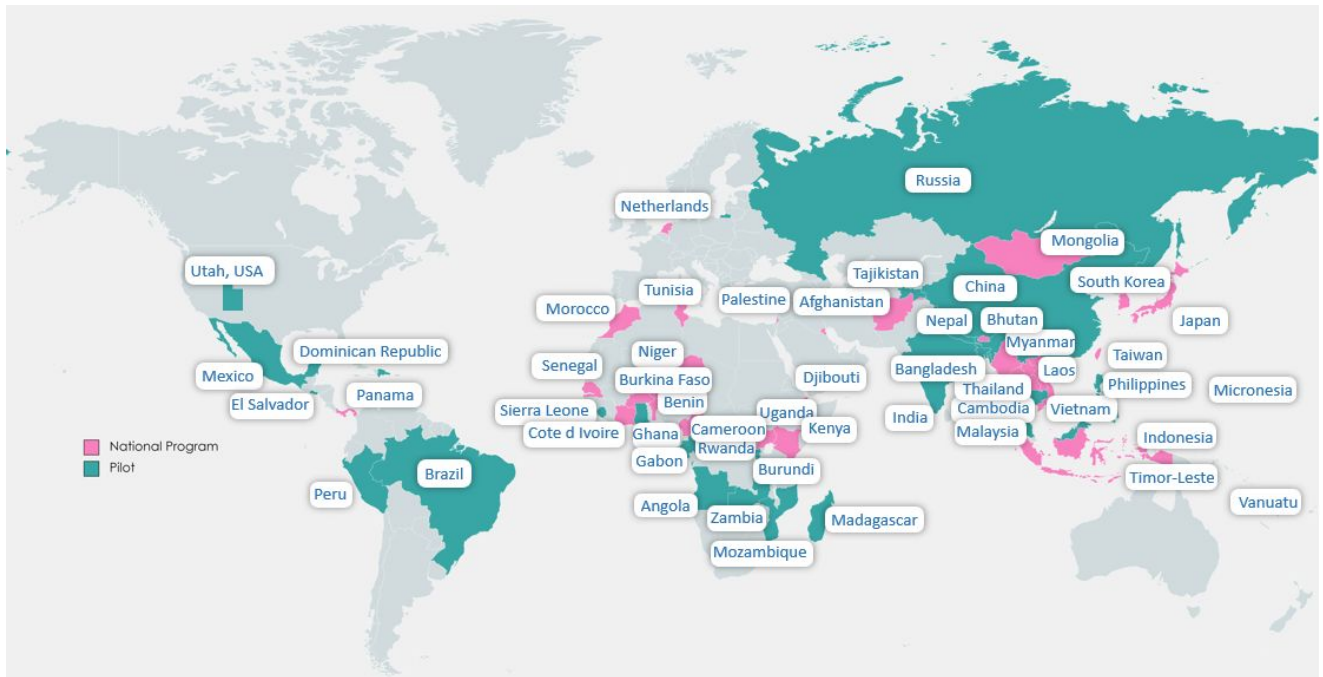 Russia
Netherlands
Mongolia
Utah, USA
Tajikistan
South Korea
China
Tunisia
Palestine
Afghanistan
Morocco
Nepal
Bhutan
Japan
Myanmar
Dominican Republic
Niger
Taiwan
Senegal
Bangladesh
Laos
Mexico
Burkina Faso
Djibouti
Thailand
Philippines
Micronesia
Panama
El Salvador
Benin
Sierra Leone
Uganda
India
Cambodia
Vietnam
Cote d Ivoire
Ghana
Cameroon
Kenya
Malaysia
Indonesia
National Program
Rwanda
Gabon
Pilot
Brazil
Burundi
Timor-Leste
Peru
Angola
Vanuatu
Zambia
Madagascar
Mozambique